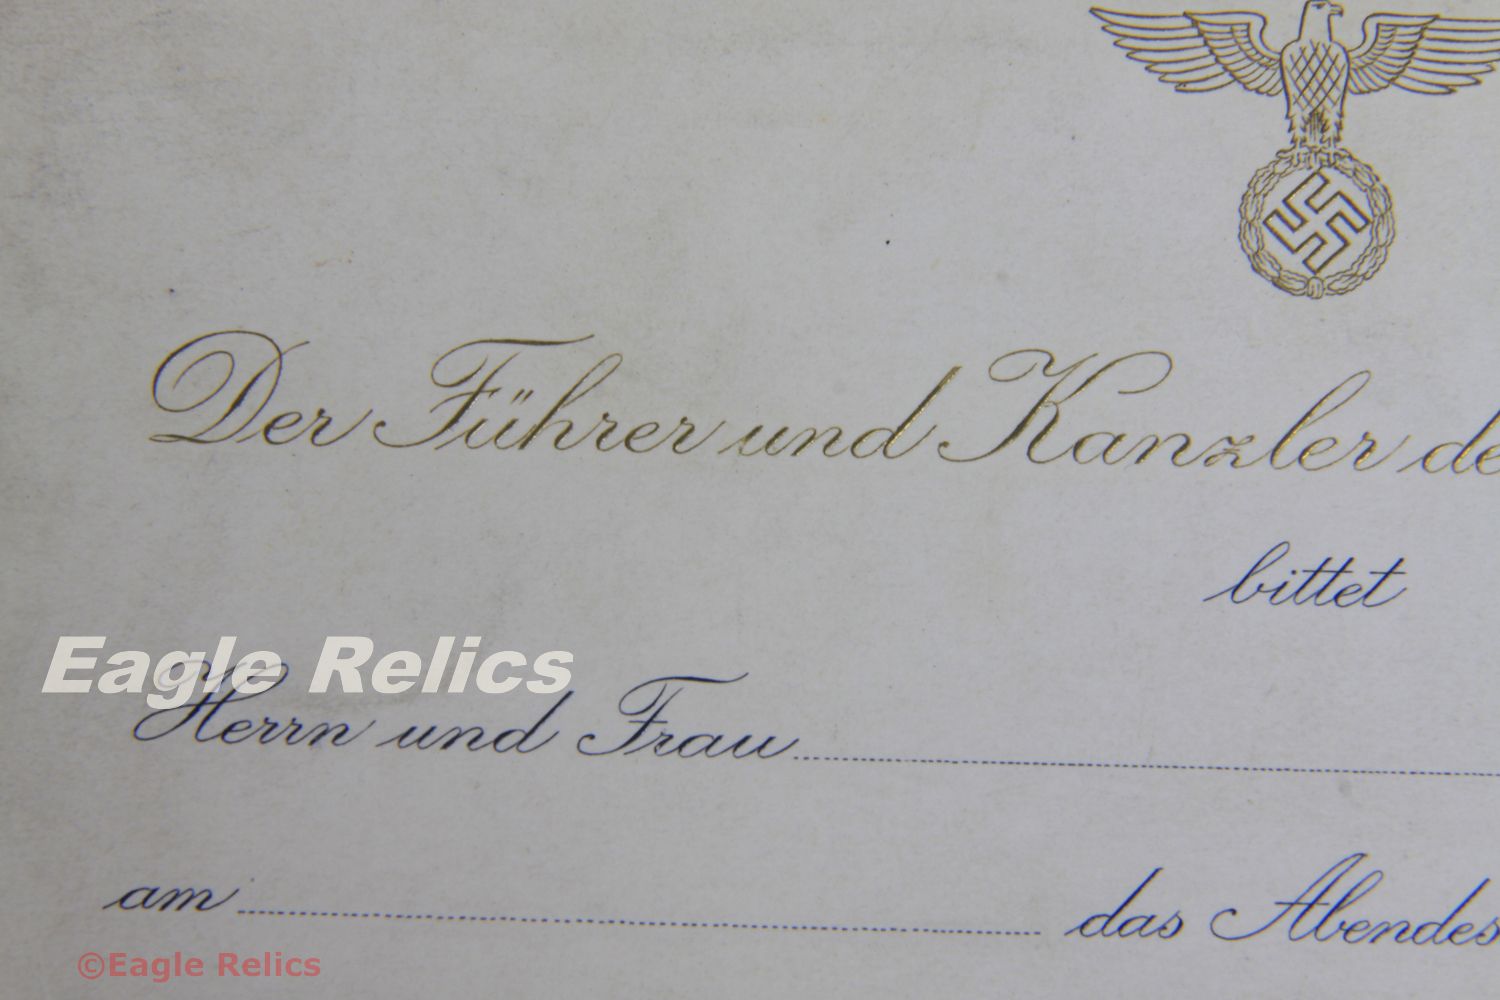 Der Führer und Kanzler de
bittet
Eagle Relics
Herrn und Frau
am das Abendes
©Eagle Relics